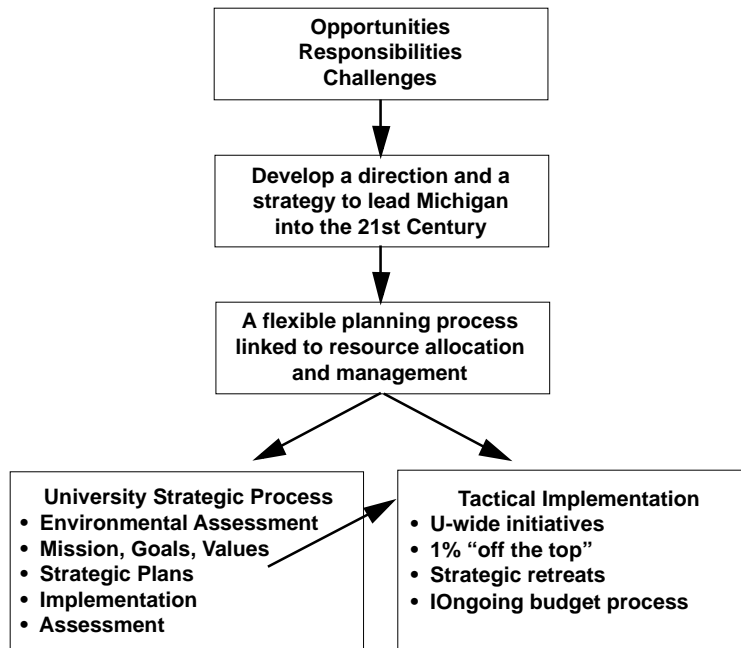 Opportunities
Responsibilities
Challenges
Develop a direction and a
strategy to lead Michigan
into the 21st Century
A flexible planning process
linked to resource allocation
and management
University Strategic Process
• Environmental Assessment
• Mission, Goals, Values
• Strategic Plans
• Implementation
• Assessment
Tactical Implementation
• U-wide initiatives
• 1% “off the top”
• Strategic retreats
• IOngoing budget process